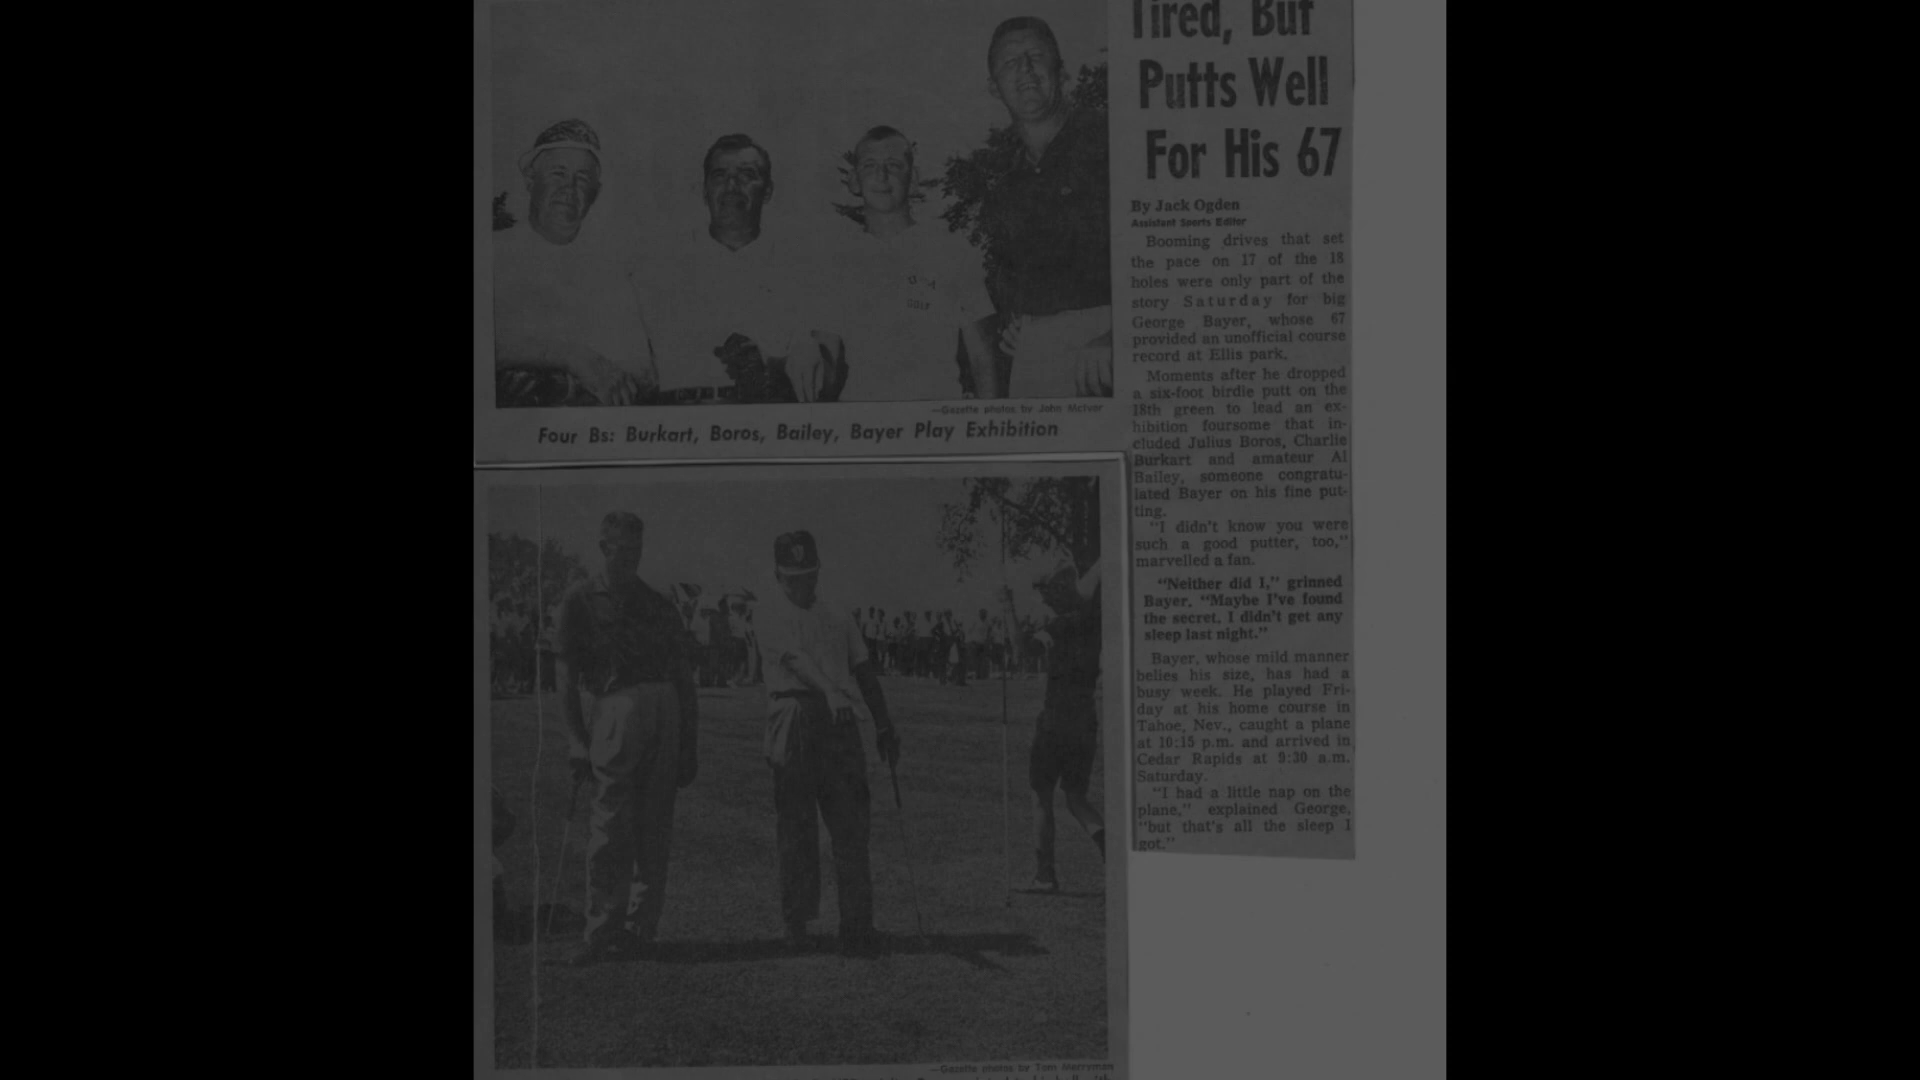 Tired, But
Putts Well
For His 67
By Jack Ogden
Assistant Sports Editor
Booming drives that set
the pace on 17 of the 18
holes were only part of the
story Saturday for big
George Bayer, whose 67
provided an unofficial course
record at Ellis park.
Moments after he dropped
a six-foot birdie putt on the
18th green to lead an ex-
hibition foursome that in-
cluded Julius Boros, Charlie
Burkart and amateur Al
Bailey, someone congratu-
lated Bayer on his fine put-
ting.
"I didn't know you were
such a good putter, too,"
marvelled a fan.
"Neither did I," grinned
Bayer. "Maybe I've found
the secret. I didn't get any
sleep last night."
Bayer, whose mild manner
belies his size, has had a
busy week. He played Fri-
day at his home course in
Tahoe, Nev., caught a plane
at 10:15 p.m. and arrived in
Cedar Rapids at 9:30 a.m.
Saturday.
"I had a little nap on the
plane," explained George,
"but that's all the sleep I
got."
—Gazette photos by John McIvor
Four Bs: Burkart, Boros, Bailey, Bayer Play Exhibition
GOLF
—Gazette photos by Tom Merryman